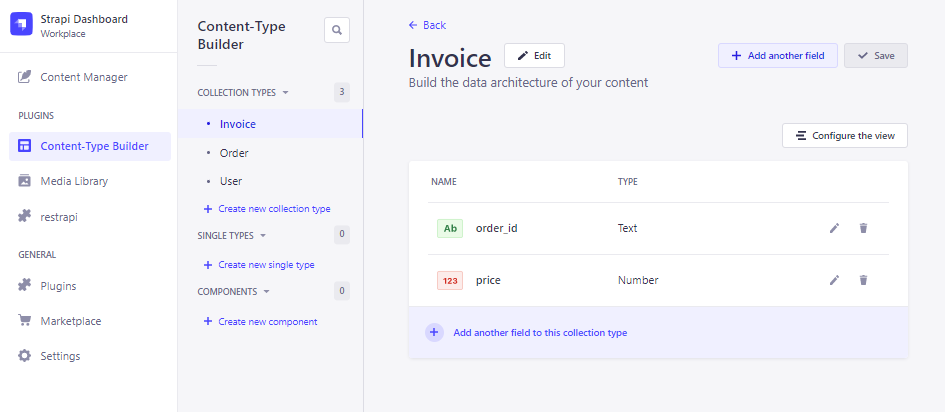 Strapi Dashboard
Workplace
Content Manager
PLUGINS
Content-Type Builder
Media Library
restrapi
GENERAL
Plugins
Marketplace
Settings
Content-Type
Builder
COLLECTION TYPES 3
Invoice
Order
User
+ Create new collection type
SINGLE TYPES 0
+ Create new single type
COMPONENTS 0
+ Create new component
← Back
Invoice Edit + Add another field Save
Build the data architecture of your content
Configure the view
NAME TYPE
Ab order_id Text
123 price Number
+ Add another field to this collection type